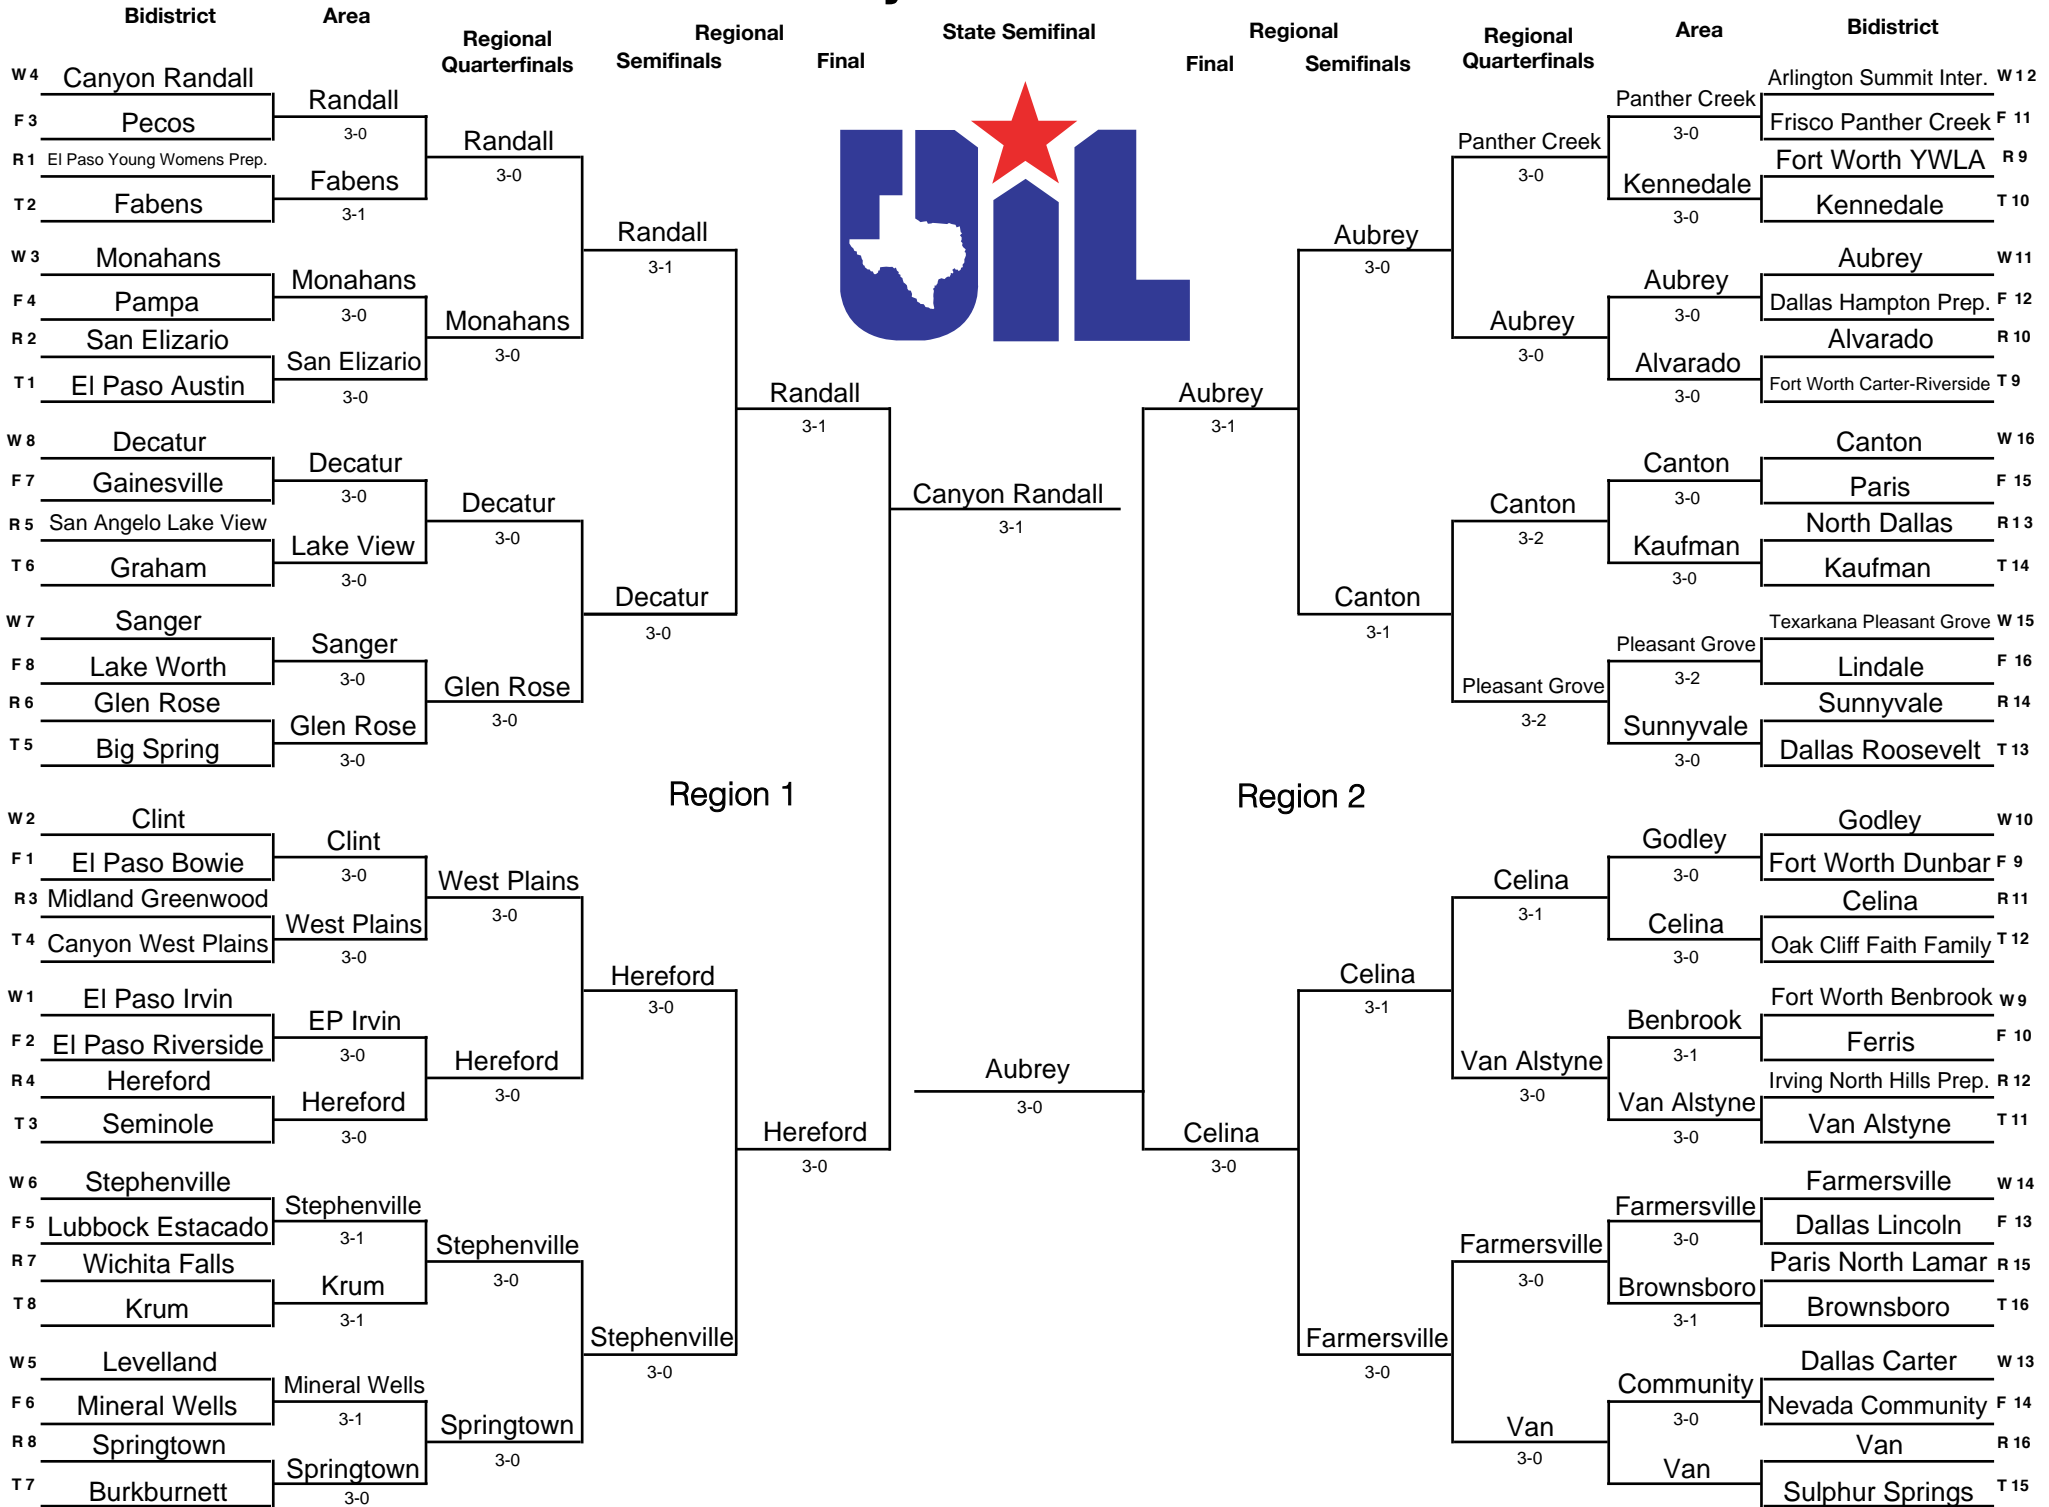 Bidistrict
Area
Regional
Quarterfinals
Regional
Semifinals
Final
State Semifinal
Regional
Final
Semifinals
Regional
Quarterfinals
Area
Bidistrict
W 4 Canyon Randall
F 3 Pecos
R 1 El Paso Young Womens Prep.
T 2 Fabens
W 3 Monahans
F 4 Pampa
R 2 San Elizario
T 1 El Paso Austin
W 8 Decatur
F 7 Gainesville
R 5 San Angelo Lake View
T 6 Graham
W 7 Sanger
F 8 Lake Worth
R 6 Glen Rose
T 5 Big Spring
W 2 Clint
F 1 El Paso Bowie
R 3 Midland Greenwood
T 4 Canyon West Plains
W 1 El Paso Irvin
F 2 El Paso Riverside
R 4 Hereford
T 3 Seminole
W 6 Stephenville
F 5 Lubbock Estacado
R 7 Wichita Falls
T 8 Krum
W 5 Levelland
F 6 Mineral Wells
R 8 Springtown
T 7 Burkburnett
Randall
3-0
Fabens
3-1
Monahans
3-0
San Elizario
3-0
Decatur
3-0
Lake View
3-0
Sanger
3-0
Glen Rose
3-0
Clint
3-0
West Plains
3-0
EP Irvin
3-0
Hereford
3-0
Stephenville
3-1
Krum
3-1
Mineral Wells
3-1
Springtown
3-0
Randall
3-0
Monahans
3-0
Decatur
3-0
Glen Rose
3-0
West Plains
3-0
Hereford
3-0
Stephenville
3-0
Springtown
3-0
Randall
3-1
Decatur
3-0
Hereford
3-0
Stephenville
3-0
Region 1
Randall
3-1
Hereford
3-0
UIL
Canyon Randall
3-1
Aubrey
3-0
Aubrey
3-1
Celina
3-0
Region 2
Aubrey
3-0
Canton
3-1
Celina
3-1
Farmersville
3-0
Panther Creek
3-0
Aubrey
3-0
Canton
3-2
Pleasant Grove
3-2
Celina
3-1
Van Alstyne
3-0
Farmersville
3-0
Van
3-0
Panther Creek
3-0
Kennedale
3-0
Aubrey
3-0
Alvarado
3-0
Canton
3-0
Kaufman
3-0
Pleasant Grove
3-2
Sunnyvale
3-0
Godley
3-0
Celina
3-0
Benbrook
3-1
Van Alstyne
3-0
Farmersville
3-0
Brownsboro
3-1
Community
3-0
Van
Arlington Summit Inter. W 12
Frisco Panther Creek F 11
Fort Worth YWLA R 9
Kennedale T 10
Aubrey W 11
Dallas Hampton Prep. F 12
Alvarado R 10
Fort Worth Carter-Riverside T 9
Canton W 16
Paris F 15
North Dallas R 13
Kaufman T 14
Texarkana Pleasant Grove W 15
Lindale F 16
Sunnyvale R 14
Dallas Roosevelt T 13
Godley W 10
Fort Worth Dunbar F 9
Celina R 11
Oak Cliff Faith Family T 12
Fort Worth Benbrook W 9
Ferris F 10
Irving North Hills Prep. R 12
Van Alstyne T 11
Farmersville W 14
Dallas Lincoln F 13
Paris North Lamar R 15
Brownsboro T 16
Dallas Carter W 13
Nevada Community F 14
Van R 16
Sulphur Springs T 15